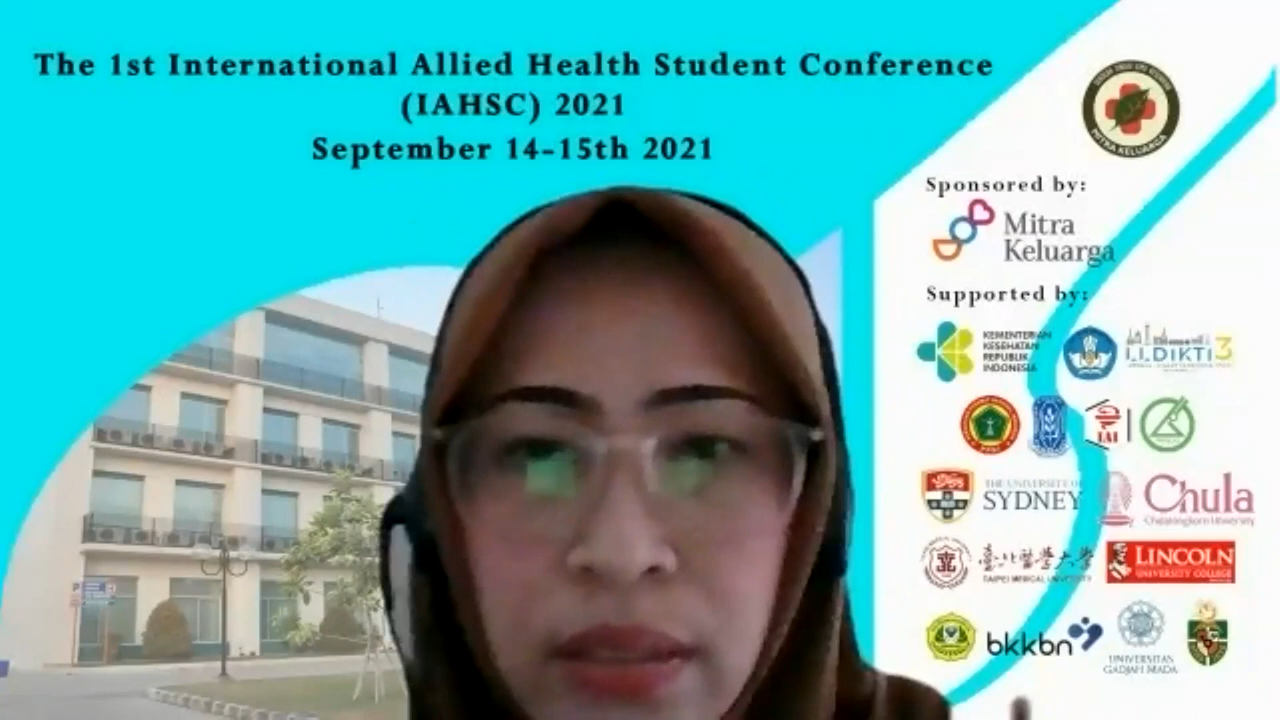 The 1st International Allied Health Student Conference
(IAHSC) 2021
September 14-15th 2021
MITRA KELUARGA
Sponsored by:
Mitra
Keluarga
Supported by:
KEMENTERIAN
KESEHATAN
REPUBLIK
INDONESIA
LLDIKTI 3
IAI
THE UNIVERSITY OF
SYDNEY
Chula
Chulalongkorn University
臺北醫學大學
TAIPEI MEDICAL UNIVERSITY
LINCOLN
UNIVERSITY COLLEGE
bkkbn
UNIVERSITAS
GADJAH MADA